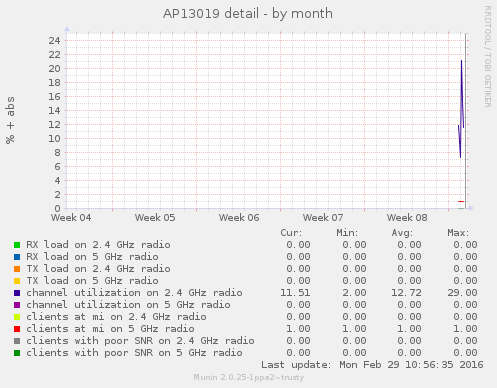 AP13019 detail - by month
RRDTOOL / TOBI OETIKER
% + abs
24
22
20
18
16
14
12
10
8
6
4
2
0
Week 04 Week 05 Week 06 Week 07 Week 08
Cur: Min: Avg: Max:
RX load on 2.4 GHz radio 0.00 0.00 0.00 0.00
RX load on 5 GHz radio 0.00 0.00 0.00 0.00
TX load on 2.4 GHz radio 0.00 0.00 0.00 0.00
TX load on 5 GHz radio 0.00 0.00 0.00 0.00
channel utilization on 2.4 GHz radio 11.51 2.00 12.72 29.00
channel utilization on 5 GHz radio 0.00 0.00 0.00 0.00
clients at mi on 2.4 GHz radio 0.00 0.00 0.00 0.00
clients at mi on 5 GHz radio 1.00 1.00 1.00 1.00
clients with poor SNR on 2.4 GHz radio 0.00 0.00 0.00 0.00
clients with poor SNR on 5 GHz radio 0.00 0.00 0.00 0.00
Last update: Mon Feb 29 10:56:35 2016
Munin 2.0.25-1ppa2~trusty